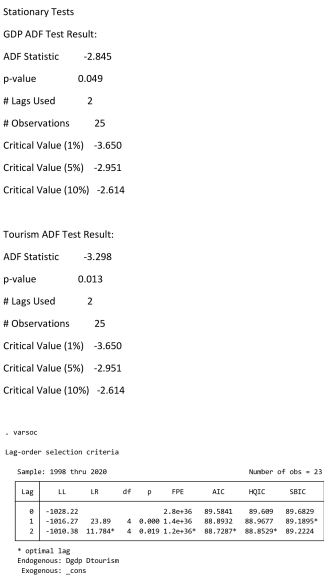 Stationary Tests
GDP ADF Test Result:
ADF Statistic -2.845
p-value 0.049
# Lags Used 2
# Observations 25
Critical Value (1%) -3.650
Critical Value (5%) -2.951
Critical Value (10%) -2.614
Tourism ADF Test Result:
ADF Statistic -3.298
p-value 0.013
# Lags Used 2
# Observations 25
Critical Value (1%) -3.650
Critical Value (5%) -2.951
Critical Value (10%) -2.614
. varsoc
Lag-order selection criteria
Sample: 1998 thru 2020 Number of obs = 23
Lag LL LR df p FPE AIC HQIC SBIC
0 -1028.22 2.8e+36 89.5841 89.609 89.6829
1 -1016.27 23.89 4 0.000 1.4e+36 88.8932 88.9677 89.1895*
2 -1010.38 11.784* 4 0.019 1.2e+36* 88.7287* 88.8529* 89.2224
* optimal lag
Endogenous: Dgdp Dtourism
Exogenous: _cons